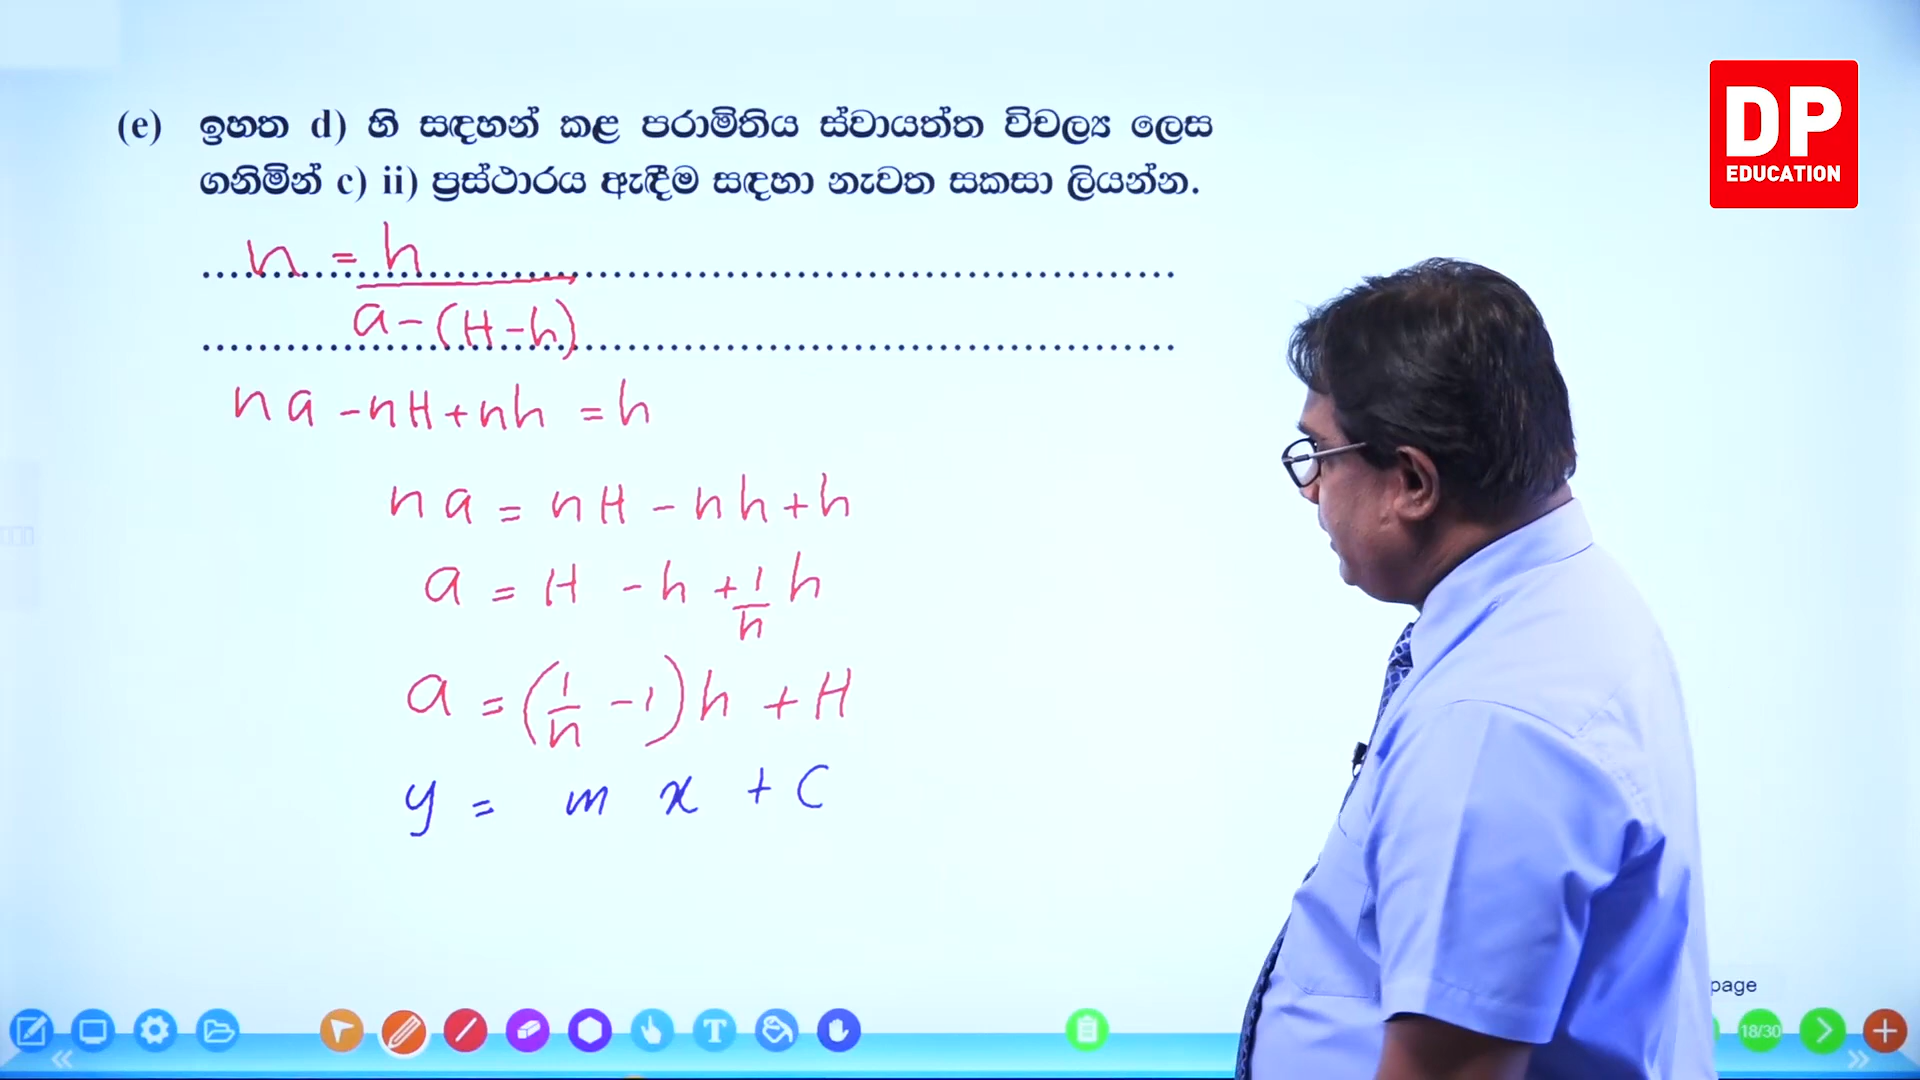 DP
EDUCATION
(e) ඉහත d) හි සඳහන් කළ පරාමිතිය ස්වායත්ත විචල්‍ය ලෙස
ගනිමින් c) ii) ප්‍රස්ථාරය ඇඳීම සඳහා නැවත සකසා ලියන්න.
n = h
a - (H - h)
na - nH + nh = h
na = nH - nh + h
a = H - h + 1/n h
a = (1/n - 1) h + H
y = m x + C
page
T
18/30